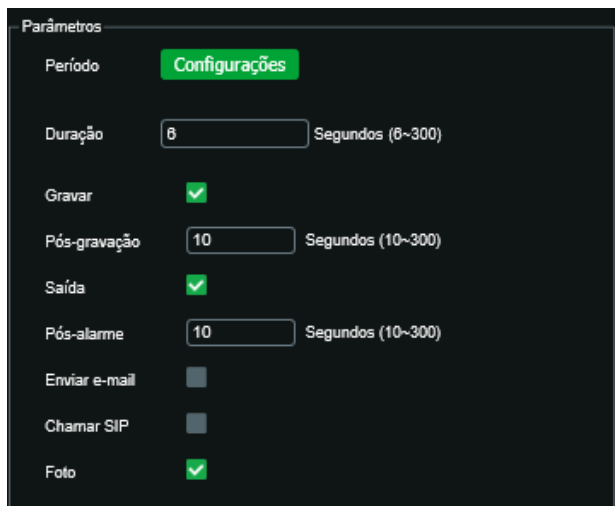 Parâmetros
Período Configurações
Duração 6 Segundos (6~300)
Gravar
Pós-gravação 10 Segundos (10~300)
Saída
Pós-alarme 10 Segundos (10~300)
Enviar e-mail
Chamar SIP
Foto